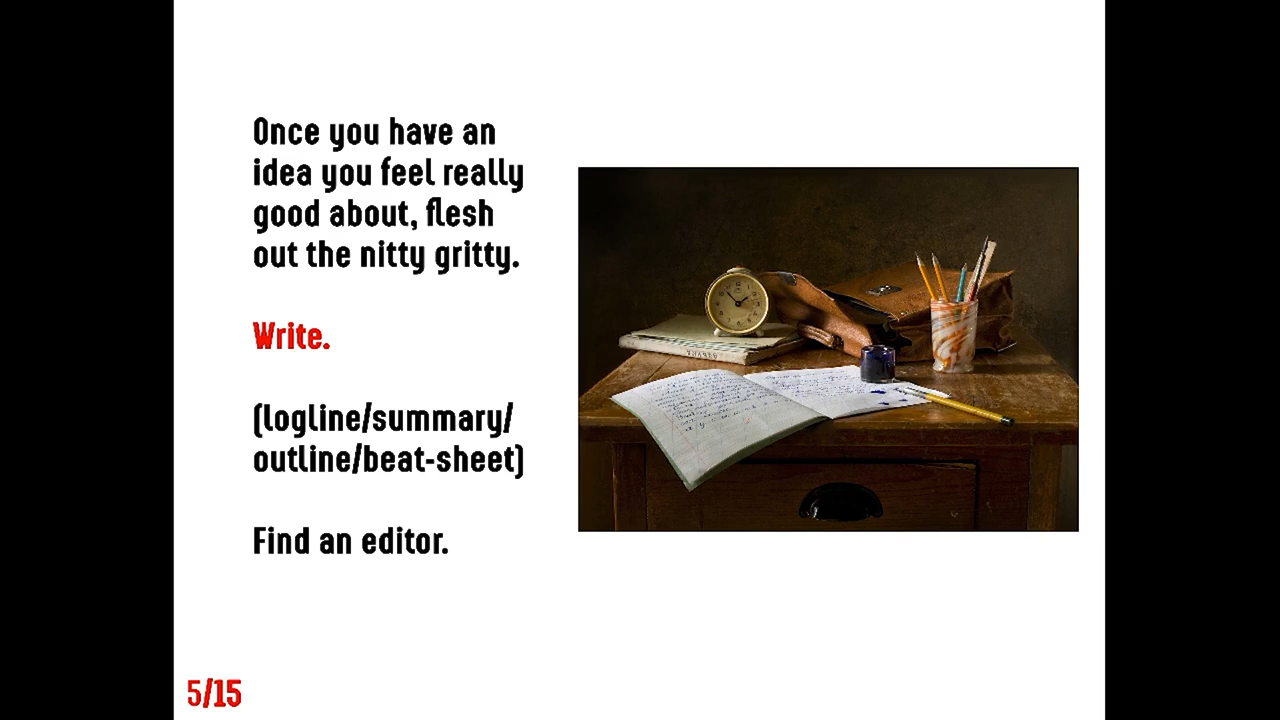 Once you have an
idea you feel really
good about, flesh
out the nitty gritty.
Write.
(logline/summary/
outline/beat-sheet)
Find an editor.
5/15